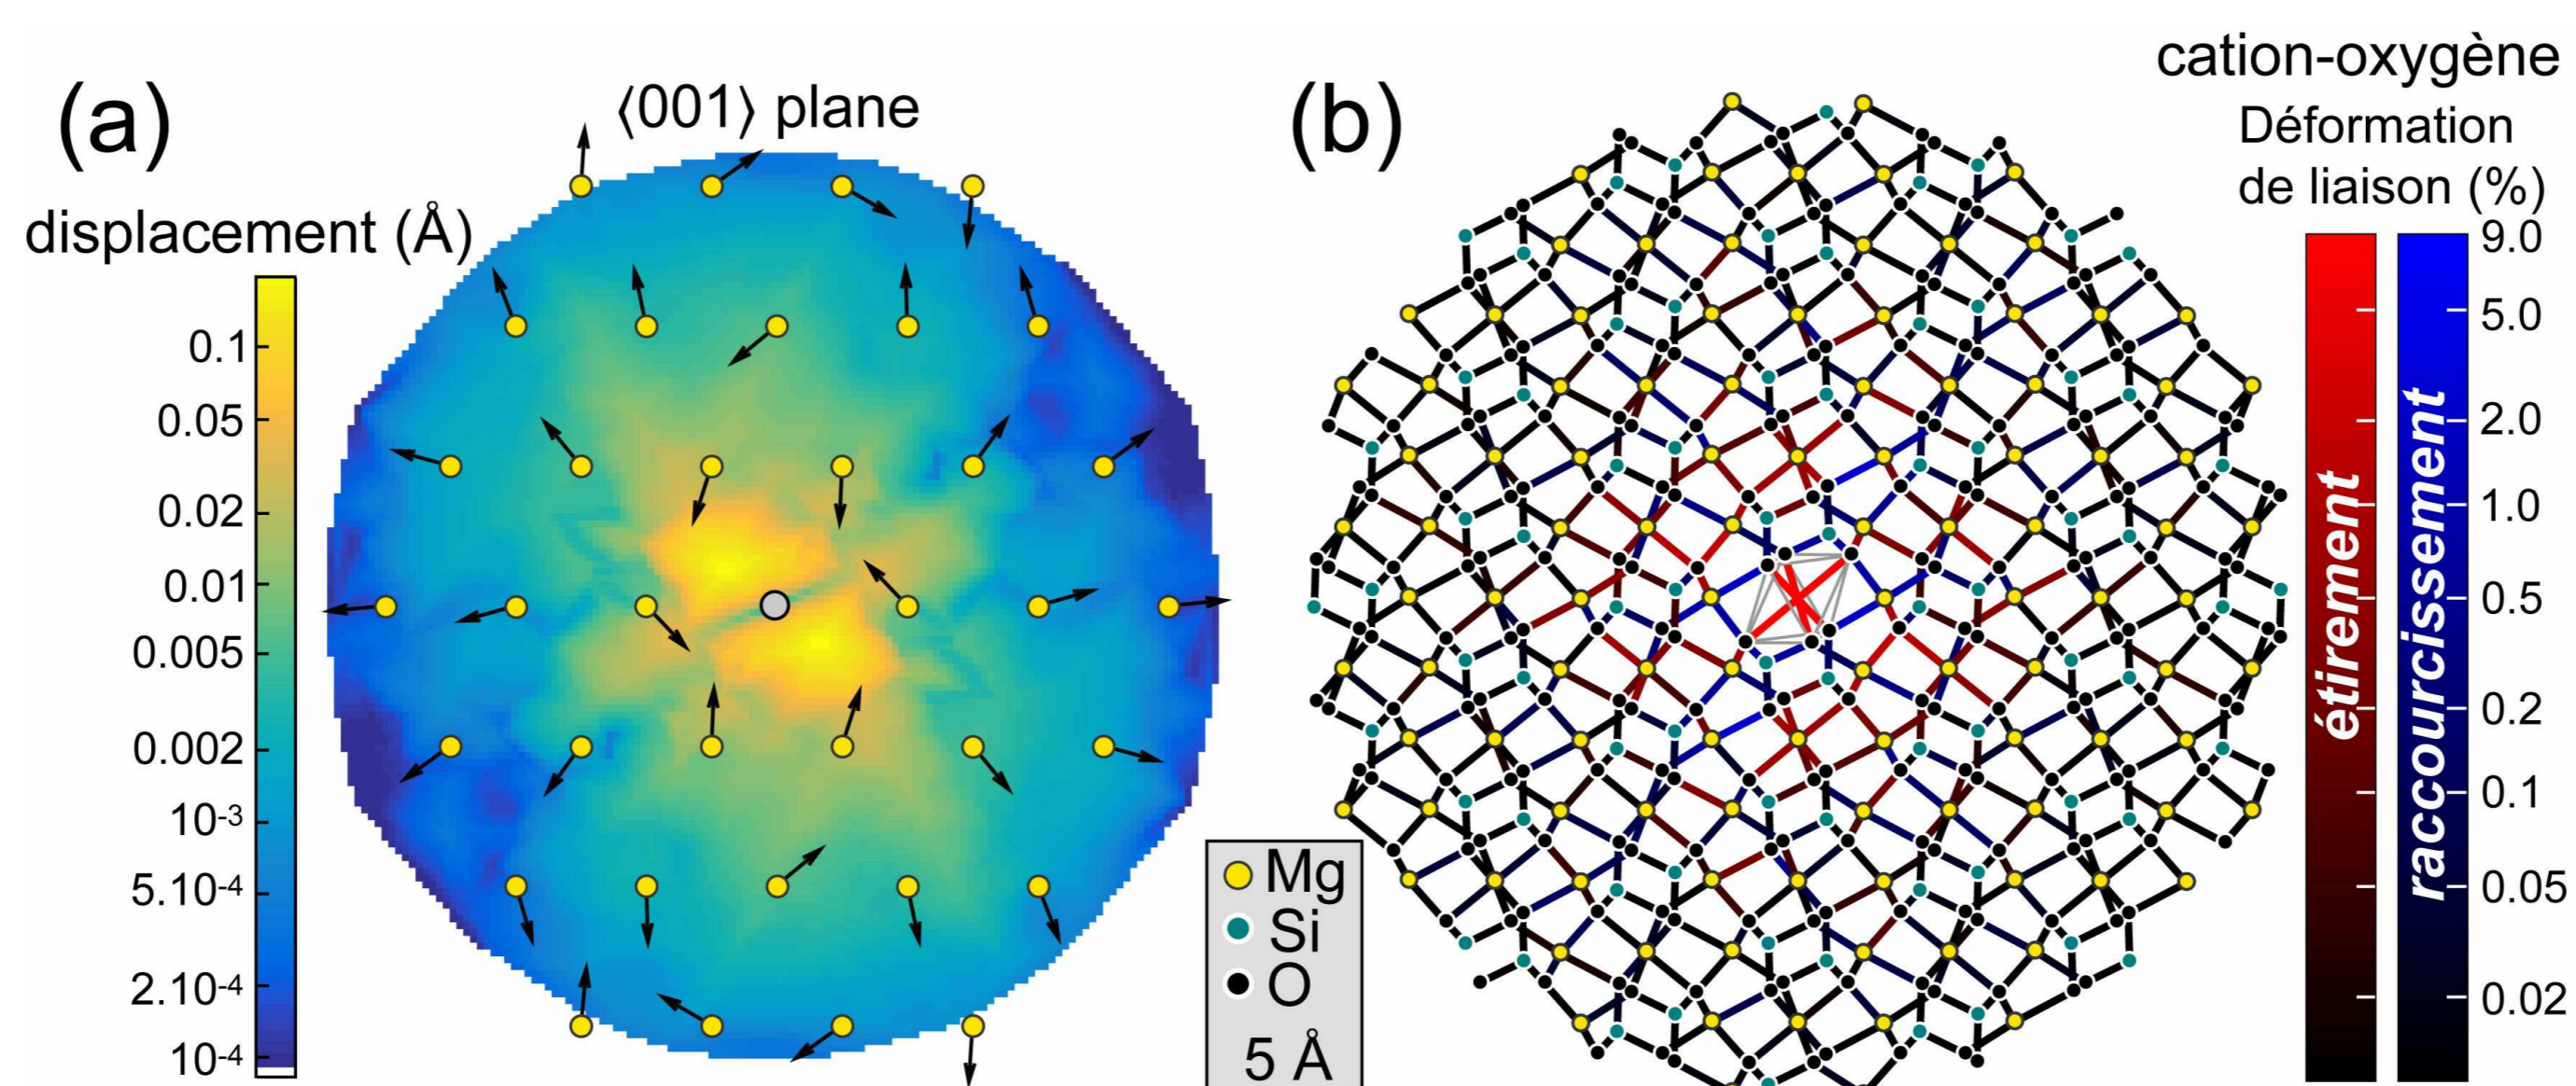 (a)
⟨001⟩ plane
displacement (Å)
0.1
0.05
0.02
0.01
0.005
0.002
10-3
5.10-4
2.10-4
10-4
(b)
cation-oxygène
Déformation
de liaison (%)
9.0
5.0
2.0
1.0
0.5
0.2
0.1
0.05
0.02
étirement
raccourcissement
Mg
Si
O
5 Å